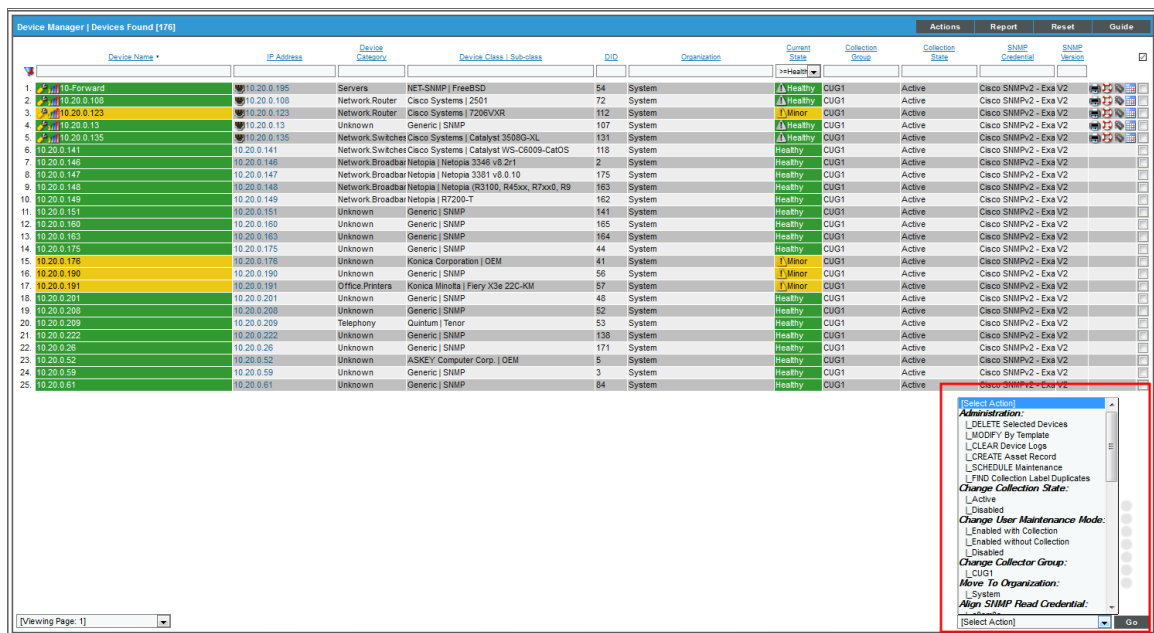 Device Manager | Devices Found [176] Actions Report Reset Guide
Device Name IP Address Device Category Device Class | Sub-class DID Organization Current State Collection Group Collection State SNMP Credential SNMP Version
>=Health
1. 10-Forward 10.20.0.195 Servers NET-SNMP | FreeBSD 54 System Healthy CUG1 Active Cisco SNMPv2 - Exa V2
2. 10.20.0.108 10.20.0.108 Network.Router Cisco Systems | 2501 72 System Healthy CUG1 Active Cisco SNMPv2 - Exa V2
3. 10.20.0.123 10.20.0.123 Network.Router Cisco Systems | 7206VXR 112 System Minor CUG1 Active Cisco SNMPv2 - Exa V2
4. 10.20.0.13 10.20.0.13 Unknown Generic | SNMP 107 System Healthy CUG1 Active Cisco SNMPv2 - Exa V2
5. 10.20.0.135 10.20.0.135 Network.Switches Cisco Systems | Catalyst 3508G-XL 131 System Healthy CUG1 Active Cisco SNMPv2 - Exa V2
6. 10.20.0.141 10.20.0.141 Network.Switches Cisco Systems | Catalyst WS-C6009-CatOS 118 System Healthy CUG1 Active Cisco SNMPv2 - Exa V2
7. 10.20.0.146 10.20.0.146 Network.Broadbar Netopia | Netopia 3346 v8.2r1 2 System Healthy CUG1 Active Cisco SNMPv2 - Exa V2
8. 10.20.0.147 10.20.0.147 Network.Broadbar Netopia | Netopia 3381 v8.0.10 175 System Healthy CUG1 Active Cisco SNMPv2 - Exa V2
9. 10.20.0.148 10.20.0.148 Network.Broadbar Netopia | Netopia (R3100, R45xx, R7xx0, R9 163 System Healthy CUG1 Active Cisco SNMPv2 - Exa V2
10. 10.20.0.149 10.20.0.149 Network.Broadbar Netopia | R7200-T 162 System Healthy CUG1 Active Cisco SNMPv2 - Exa V2
11. 10.20.0.151 10.20.0.151 Unknown Generic | SNMP 141 System Healthy CUG1 Active Cisco SNMPv2 - Exa V2
12. 10.20.0.160 10.20.0.160 Unknown Generic | SNMP 165 System Healthy CUG1 Active Cisco SNMPv2 - Exa V2
13. 10.20.0.163 10.20.0.163 Unknown Generic | SNMP 164 System Healthy CUG1 Active Cisco SNMPv2 - Exa V2
14. 10.20.0.175 10.20.0.175 Unknown Generic | SNMP 44 System Healthy CUG1 Active Cisco SNMPv2 - Exa V2
15. 10.20.0.176 10.20.0.176 Unknown Konica Corporation | OEM 41 System Minor CUG1 Active Cisco SNMPv2 - Exa V2
16. 10.20.0.190 10.20.0.190 Unknown Generic | SNMP 56 System Minor CUG1 Active Cisco SNMPv2 - Exa V2
17. 10.20.0.191 10.20.0.191 Office.Printers Konica Minolta | Fiery X3e 22C-KM 57 System Minor CUG1 Active Cisco SNMPv2 - Exa V2
18. 10.20.0.201 10.20.0.201 Unknown Generic | SNMP 48 System Healthy CUG1 Active Cisco SNMPv2 - Exa V2
19. 10.20.0.208 10.20.0.208 Unknown Generic | SNMP 52 System Healthy CUG1 Active Cisco SNMPv2 - Exa V2
20. 10.20.0.209 10.20.0.209 Telephony Quintum | Tenor 53 System Healthy CUG1 Active Cisco SNMPv2 - Exa V2
21. 10.20.0.222 10.20.0.222 Unknown Generic | SNMP 138 System Healthy CUG1 Active Cisco SNMPv2 - Exa V2
22. 10.20.0.26 10.20.0.26 Unknown Generic | SNMP 171 System Healthy CUG1 Active Cisco SNMPv2 - Exa V2
23. 10.20.0.52 10.20.0.52 Unknown ASKEY Computer Corp. | OEM 5 System Healthy CUG1 Active Cisco SNMPv2 - Exa V2
24. 10.20.0.59 10.20.0.59 Unknown Generic | SNMP 3 System Healthy CUG1 Active Cisco SNMPv2 - Exa V2
25. 10.20.0.61 10.20.0.61 Unknown Generic | SNMP 84 System Healthy CUG1 Active Cisco SNMPv2 - Exa V2
[Select Action]
Administration:
|_DELETE Selected Devices
|_MODIFY By Template
|_CLEAR Device Logs
|_CREATE Asset Record
|_SCHEDULE Maintenance
|_FIND Collection Label Duplicates
Change Collection State:
|_Active
|_Disabled
Change User Maintenance Mode:
|_Enabled with Collection
|_Enabled without Collection
|_Disabled
Change Collector Group:
|_CUG1
Move To Organization:
|_System
Align SNMP Read Credential:
[Viewing Page: 1] [Select Action] Go